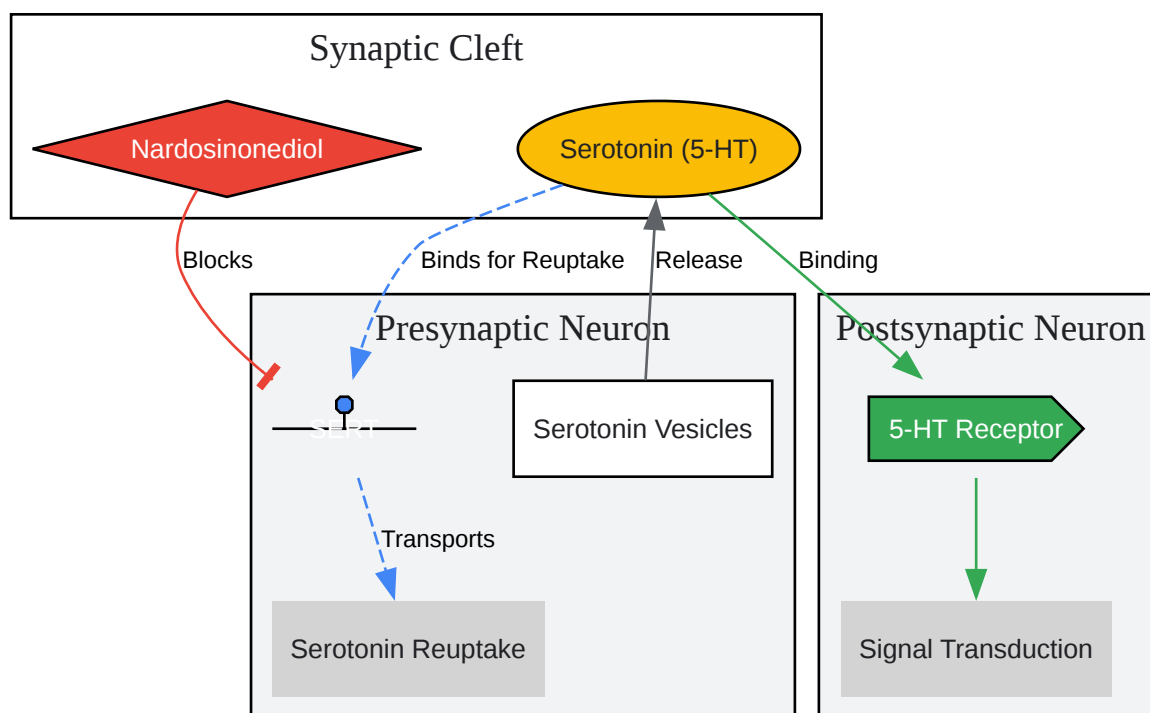 Synaptic Cleft
Nardosinonediol
Serotonin (5-HT)
Blocks
Binds for Reuptake
Release
Binding
Presynaptic Neuron
Postsynaptic Neuron
SERT
Serotonin Vesicles
5-HT Receptor
Transports
Serotonin Reuptake
Signal Transduction